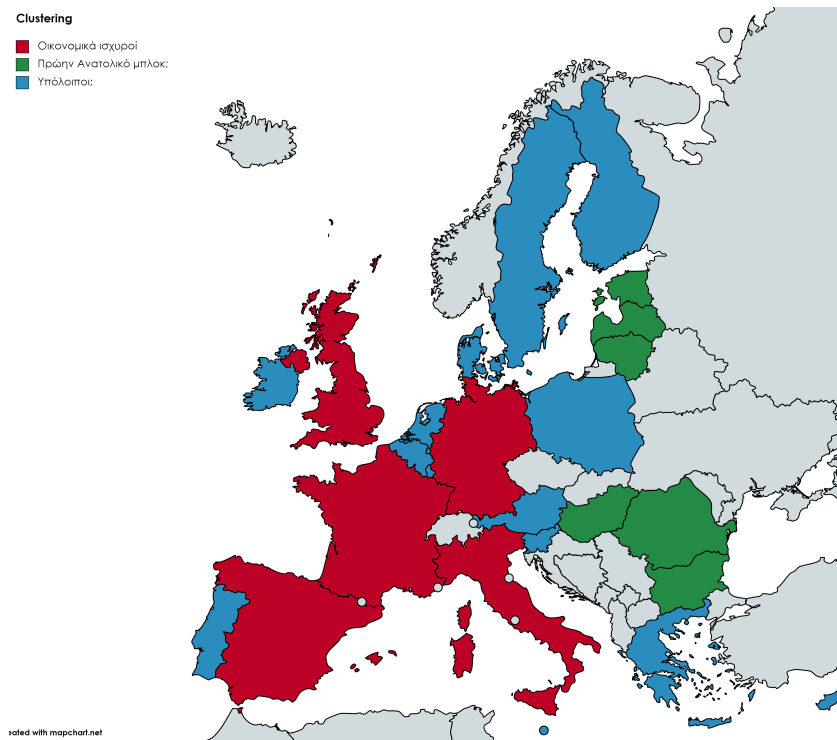 Clustering
Οικονομικά ισχυροί
Πρώην Ανατολικό μπλοκ;
Υπόλοιποι;
ated with mapchart.net